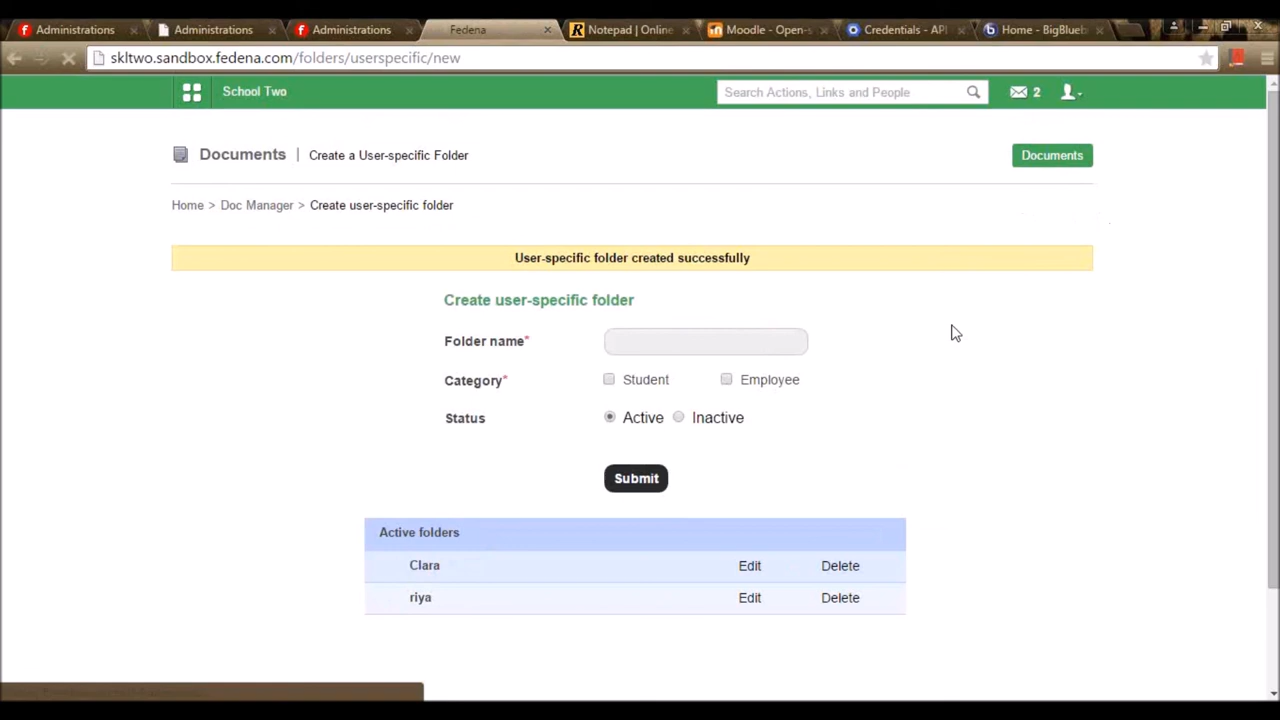 Administrations
Administrations
Administrations
Fedena
Notepad | Online
Moodle - Open-s
Credentials - API
Home - BigBlueb
skltwo.sandbox.fedena.com/folders/userspecific/new
School Two
Search Actions, Links and People
2
Documents | Create a User-specific Folder
Documents
Home > Doc Manager > Create user-specific folder
User-specific folder created successfully
Create user-specific folder
Folder name*
Category* Student Employee
Status Active Inactive
Submit
Active folders
Clara Edit Delete
riya Edit Delete